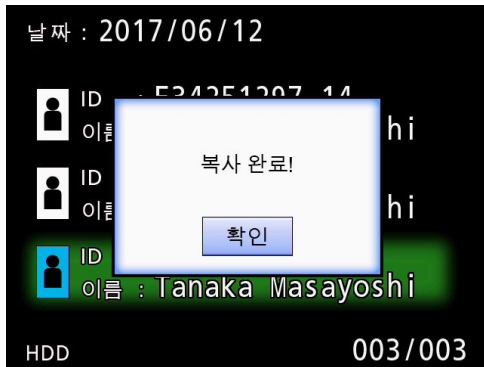 날짜 : 2017/06/12
ID
이름
hi
복사 완료!
ID
이름
hi
확인
ID
이름 : Tanaka Masayoshi
HDD
003/003